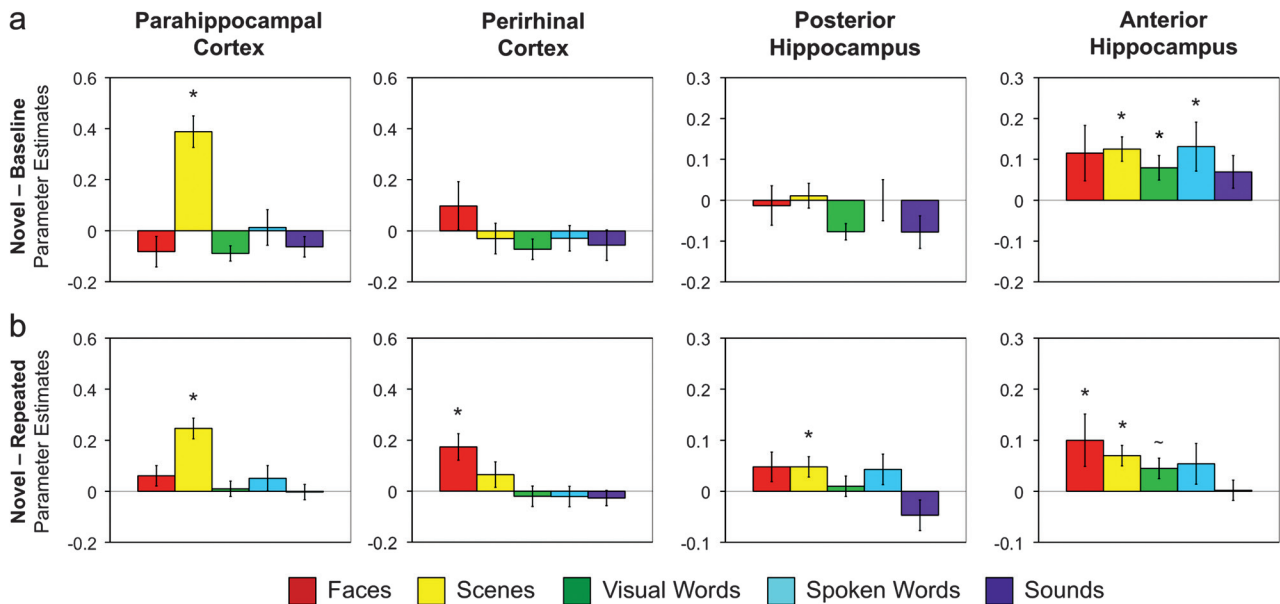 a
Parahippocampal
Cortex
Perirhinal
Cortex
Posterior
Hippocampus
Anterior
Hippocampus
Novel – Baseline
Parameter Estimates
0.6
0.4
0.2
0
-0.2
*
0.6
0.4
0.2
0
-0.2
0.3
0.2
0.1
0
-0.1
-0.2
0.3
0.2
0.1
0
-0.1
-0.2
* * *
b
Novel – Repeated
Parameter Estimates
0.6
0.4
0.2
0
-0.2
*
0.6
0.4
0.2
0
-0.2
*
0.3
0.2
0.1
0
-0.1
*
0.3
0.2
0.1
0
-0.1
* * ~
Faces Scenes Visual Words Spoken Words Sounds